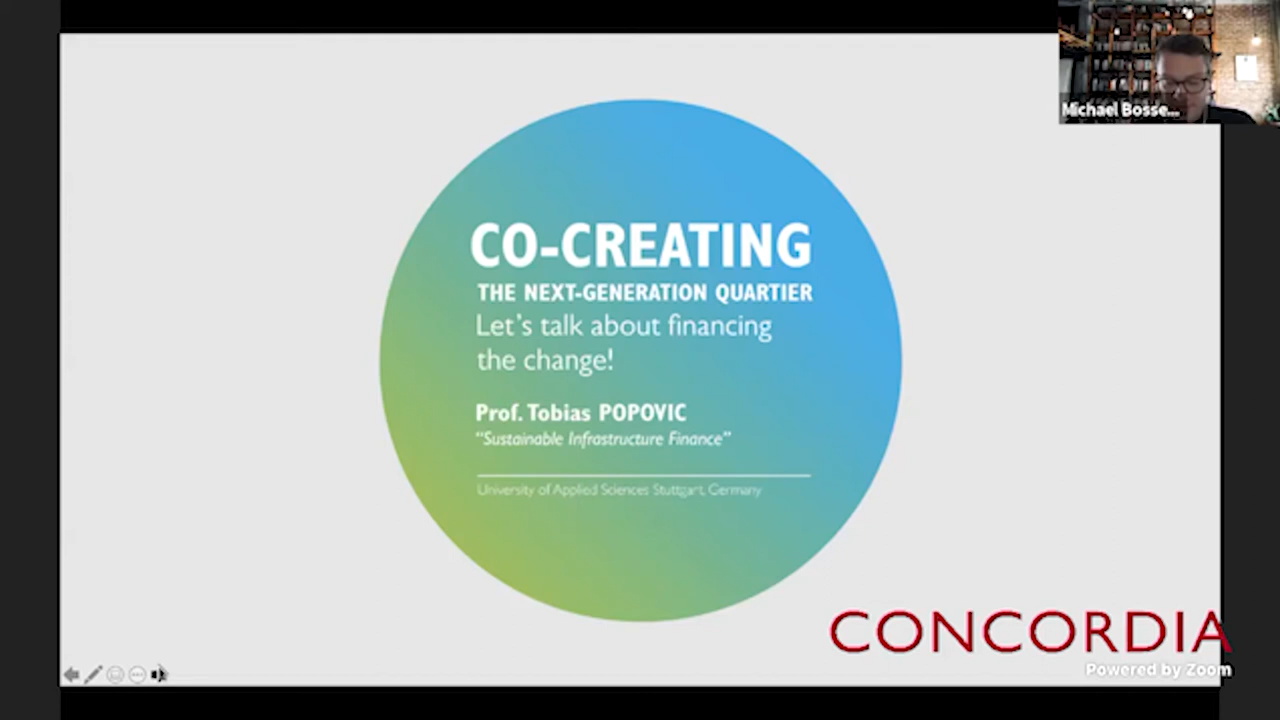 Michael Bosse...
CO-CREATING
THE NEXT-GENERATION QUARTIER
Let's talk about financing
the change!
Prof. Tobias POPOVIC
"Sustainable Infrastructure Finance"
University of Applied Sciences Stuttgart, Germany
CONCORDIA
Powered by Zoom